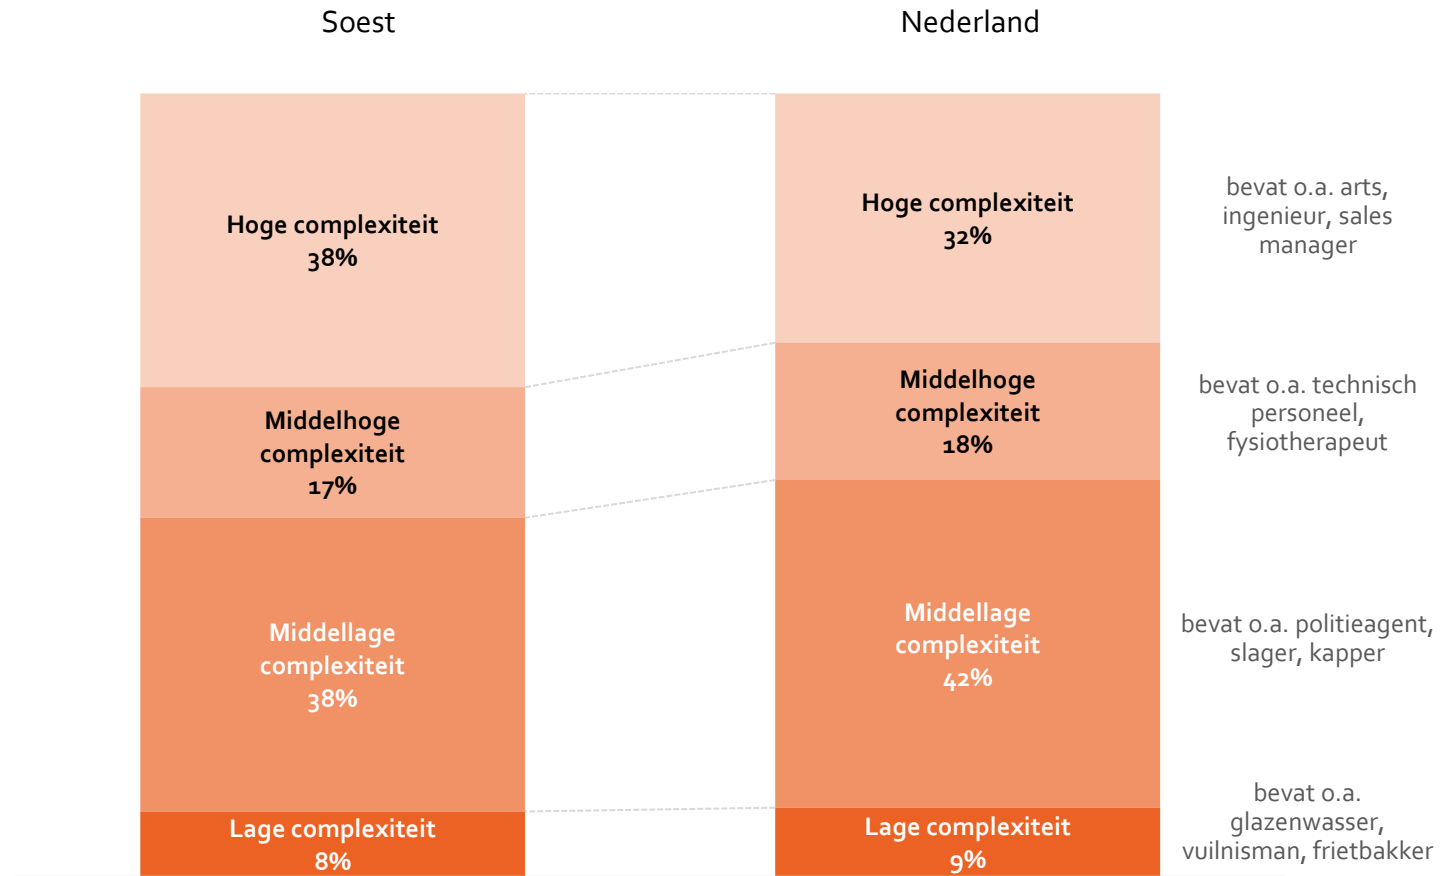 Soest
Nederland
Hoge complexiteit
38%
Middelhoge
complexiteit
17%
Middellage
complexiteit
38%
Lage complexiteit
8%
Hoge complexiteit
32%
Middelhoge
complexiteit
18%
Middellage
complexiteit
42%
Lage complexiteit
9%
bevat o.a. arts,
ingenieur, sales
manager
bevat o.a. technisch
personeel,
fysiotherapeut
bevat o.a. politieagent,
slager, kapper
bevat o.a.
glazenwasser,
vuilnisman, frietbakker